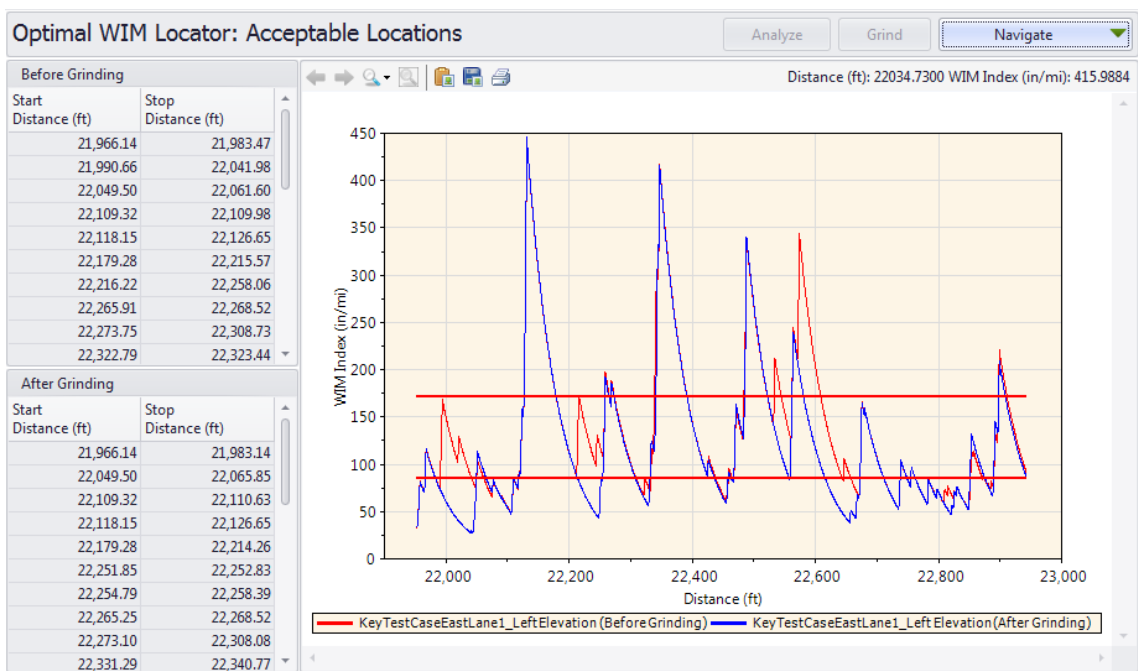 Optimal WIM Locator: Acceptable Locations
Analyze
Grind
Navigate
Before Grinding
Start Distance (ft) Stop Distance (ft)
21,966.14 21,983.47
21,990.66 22,041.98
22,049.50 22,061.60
22,109.32 22,109.98
22,118.15 22,126.65
22,179.28 22,215.57
22,216.22 22,258.06
22,265.91 22,268.52
22,273.75 22,308.73
22,322.79 22,323.44
After Grinding
Start Distance (ft) Stop Distance (ft)
21,966.14 21,983.14
22,049.50 22,065.85
22,109.32 22,110.63
22,118.15 22,126.65
22,179.28 22,214.26
22,251.85 22,252.83
22,254.79 22,258.39
22,265.25 22,268.52
22,273.10 22,308.08
22,331.29 22,340.77
Distance (ft): 22034.7300 WIM Index (in/mi): 415.9884
WIM Index (in/mi)
450
400
350
300
250
200
150
100
50
0
22,000 22,200 22,400 22,600 22,800 23,000
Distance (ft)
KeyTestCaseEastLane1_LeftElevation (Before Grinding) KeyTestCaseEastLane1_LeftElevation (After Grinding)